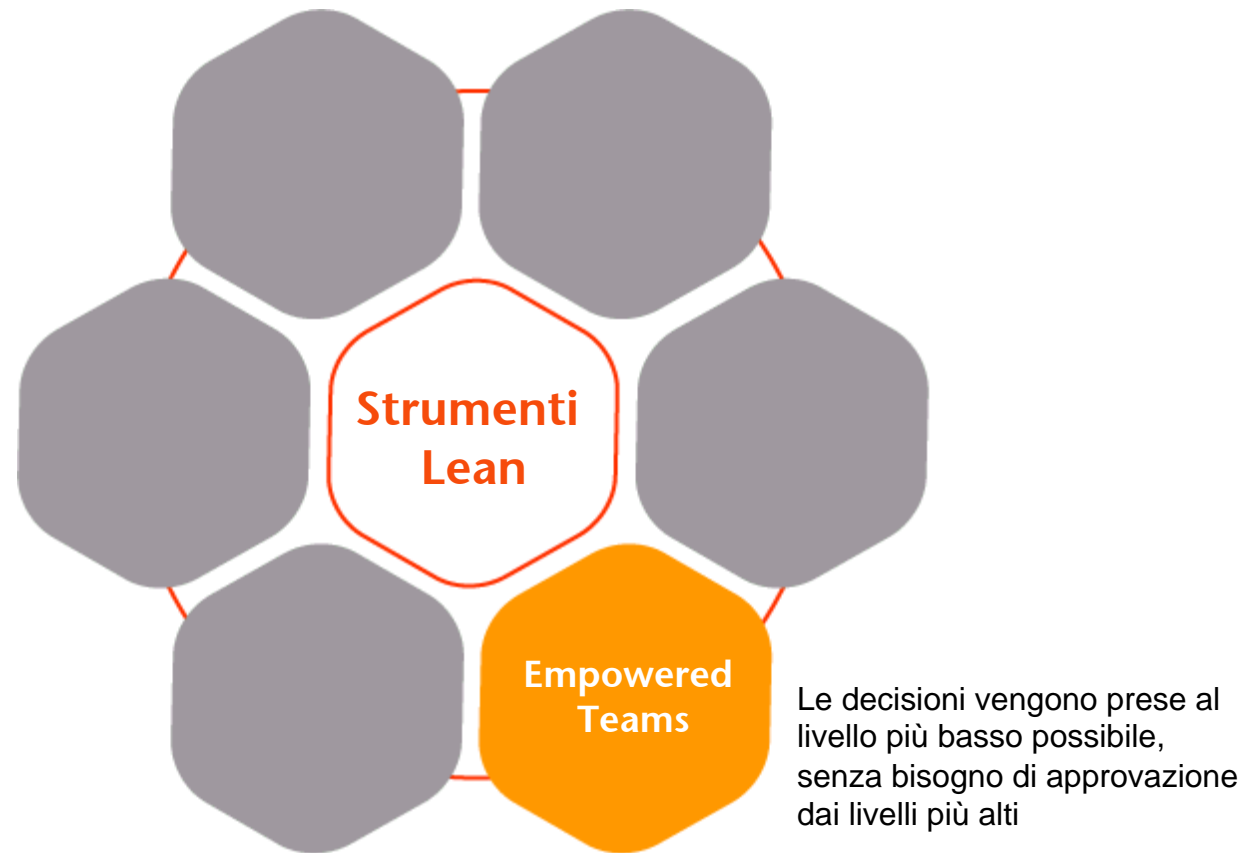 Strumenti
Lean
Empowered
Teams
Le decisioni vengono prese al
livello più basso possibile,
senza bisogno di approvazione
dai livelli più alti